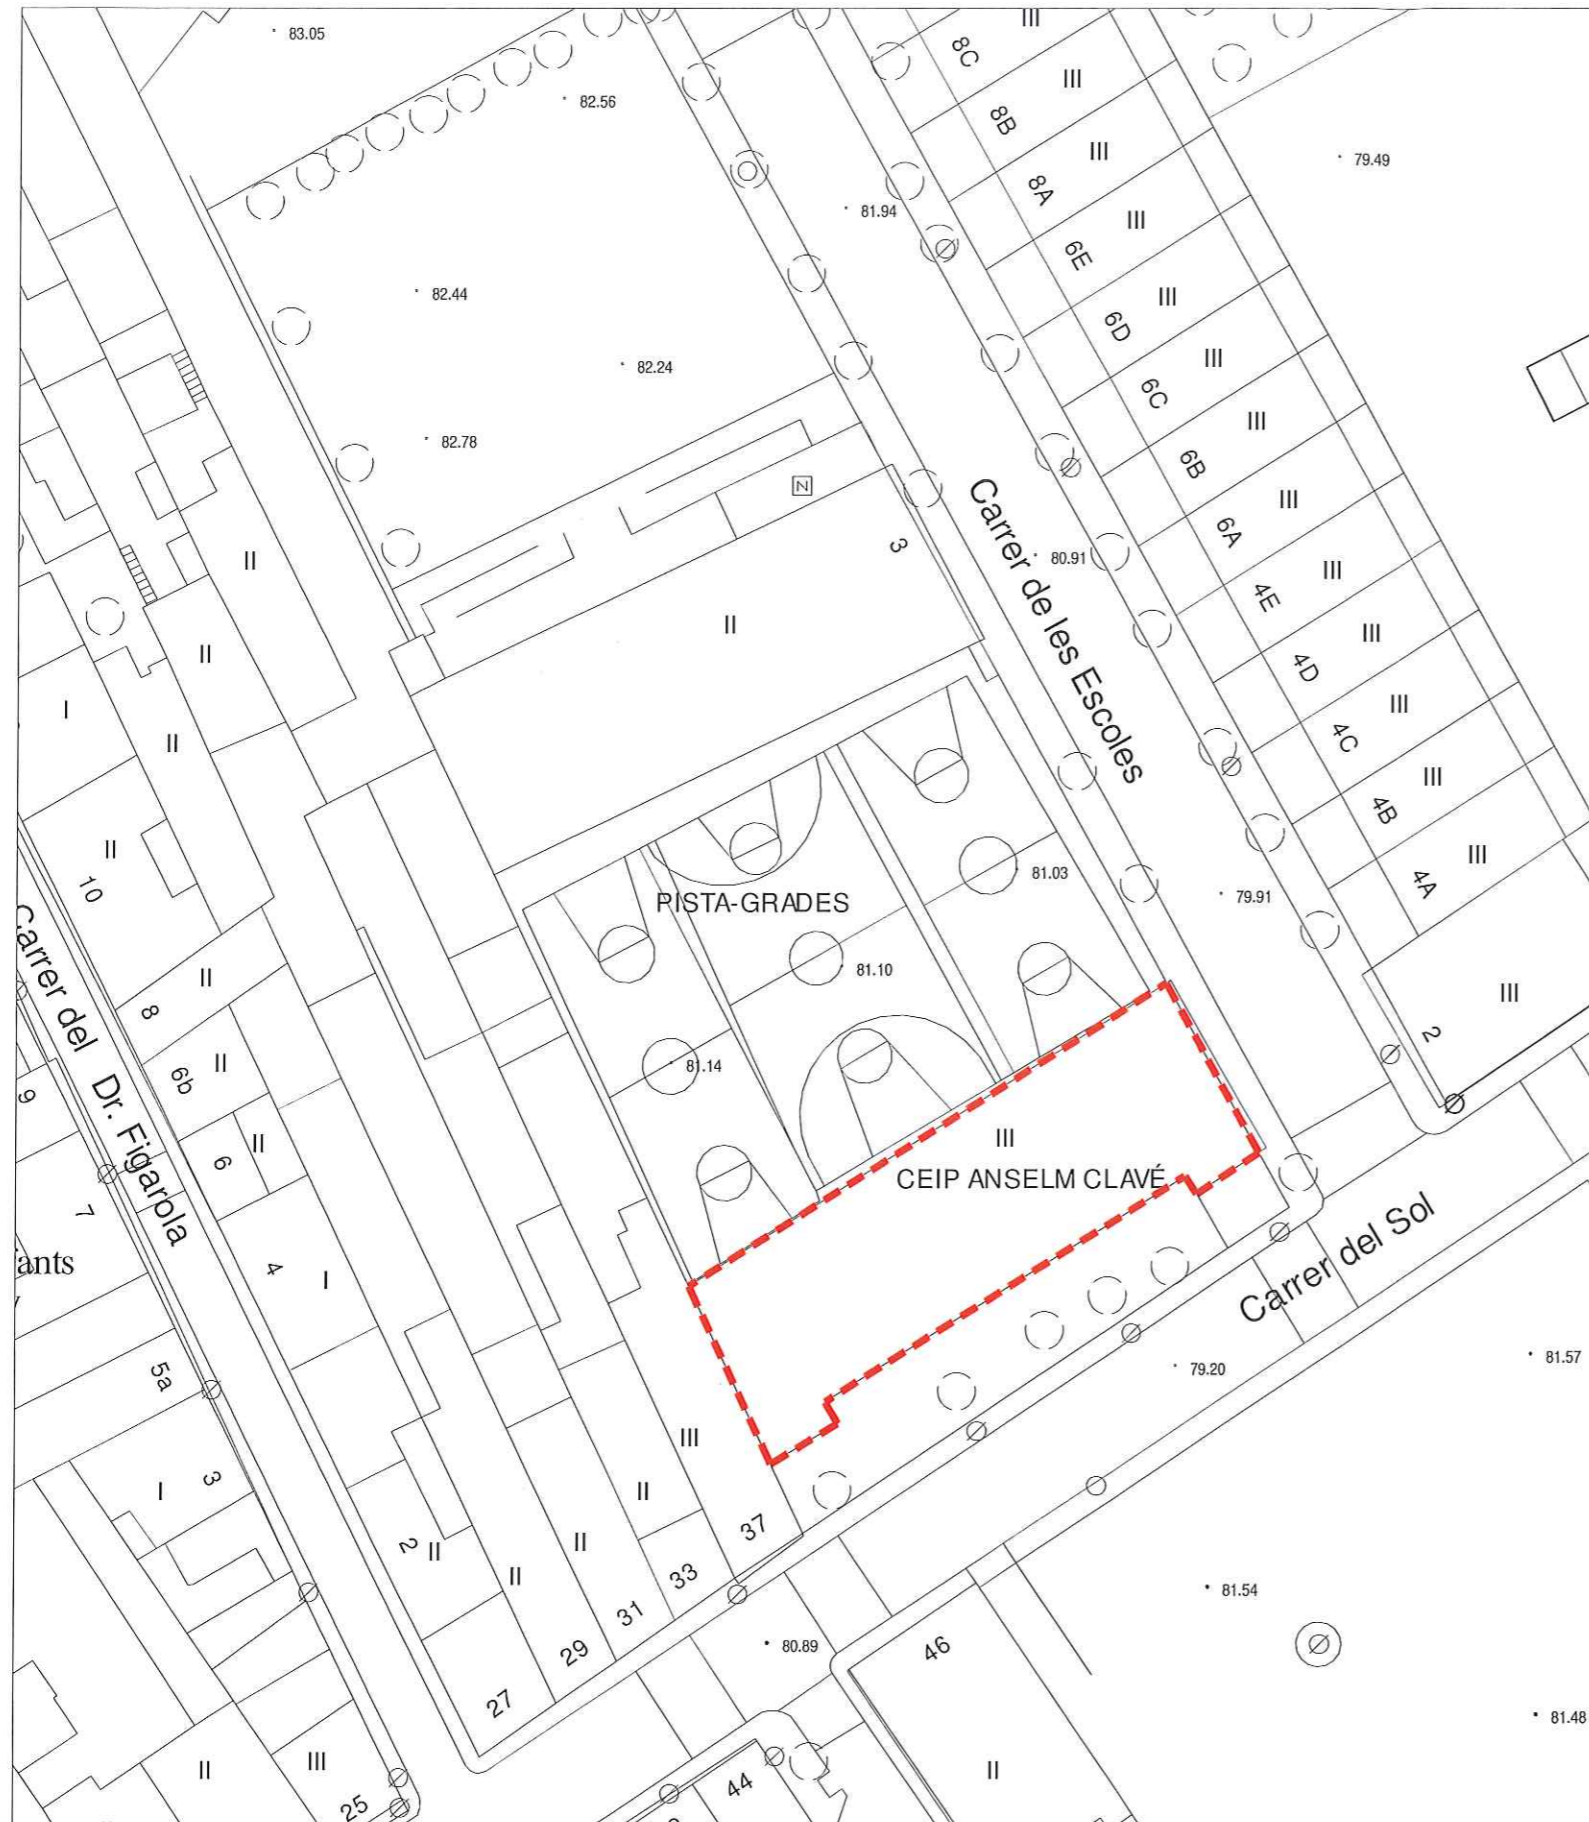 83.05
82.56
79.49
81.94
82.44
82.24
82.78
III
8C
III
8B
III
8A
III
6E
III
6D
III
6C
III
6B
III
6A
III
4E
III
4D
III
4C
III
4B
III
4A
III
2
N
3
II
Carrer de les Escoles
80.91
II
II
I
II
II
10
PISTA-GRADES
81.03
79.91
81.10
81.14
Carrer del Dr. Figarola
II
8
II
6b
II
6
9
7
III
CEIP ANSELM CLAVÉ
Carrer del Sol
ants
4
I
5a
79.20
81.57
III
I
3
II
37
2
II
II
II
33
31
29
27
81.54
80.89
46
81.48
II
III
25
44
II